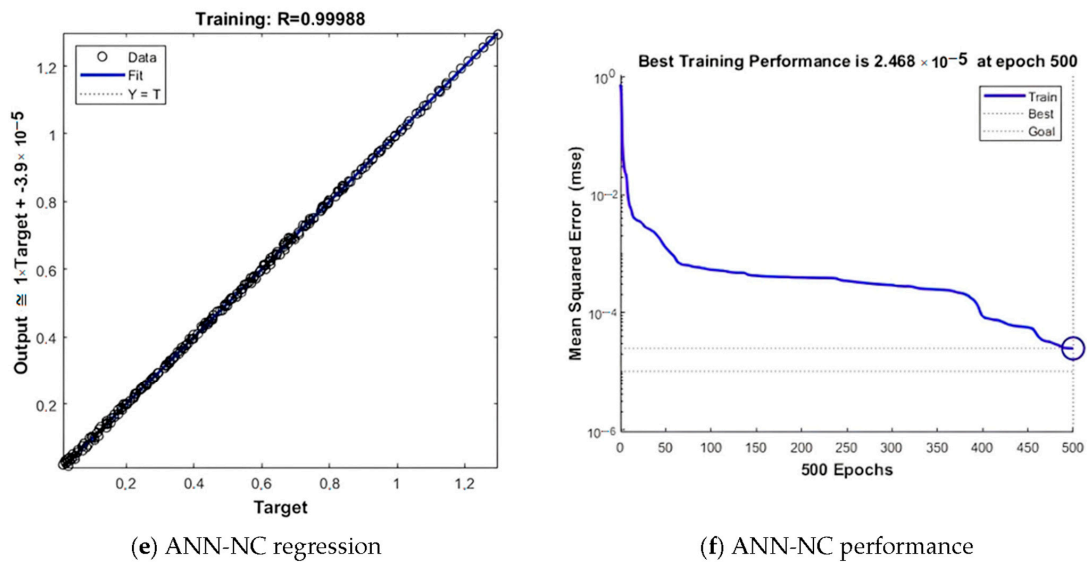 Training: R=0.99988
Data
Fit
Y = T
Output ≅ 1×Target + -3.9× 10−5
1,2
1
0.8
0.6
0.4
0.2
0,2
0,4
0,6
0,8
1
1,2
Target
(e) ANN-NC regression
Best Training Performance is 2.468 × 10−5 at epoch 500
Train
Best
Goal
Mean Squared Error (mse)
10^0
10−2
10−4
10−6
0
50
100
150
200
250
300
350
400
450
500
500 Epochs
(f) ANN-NC performance